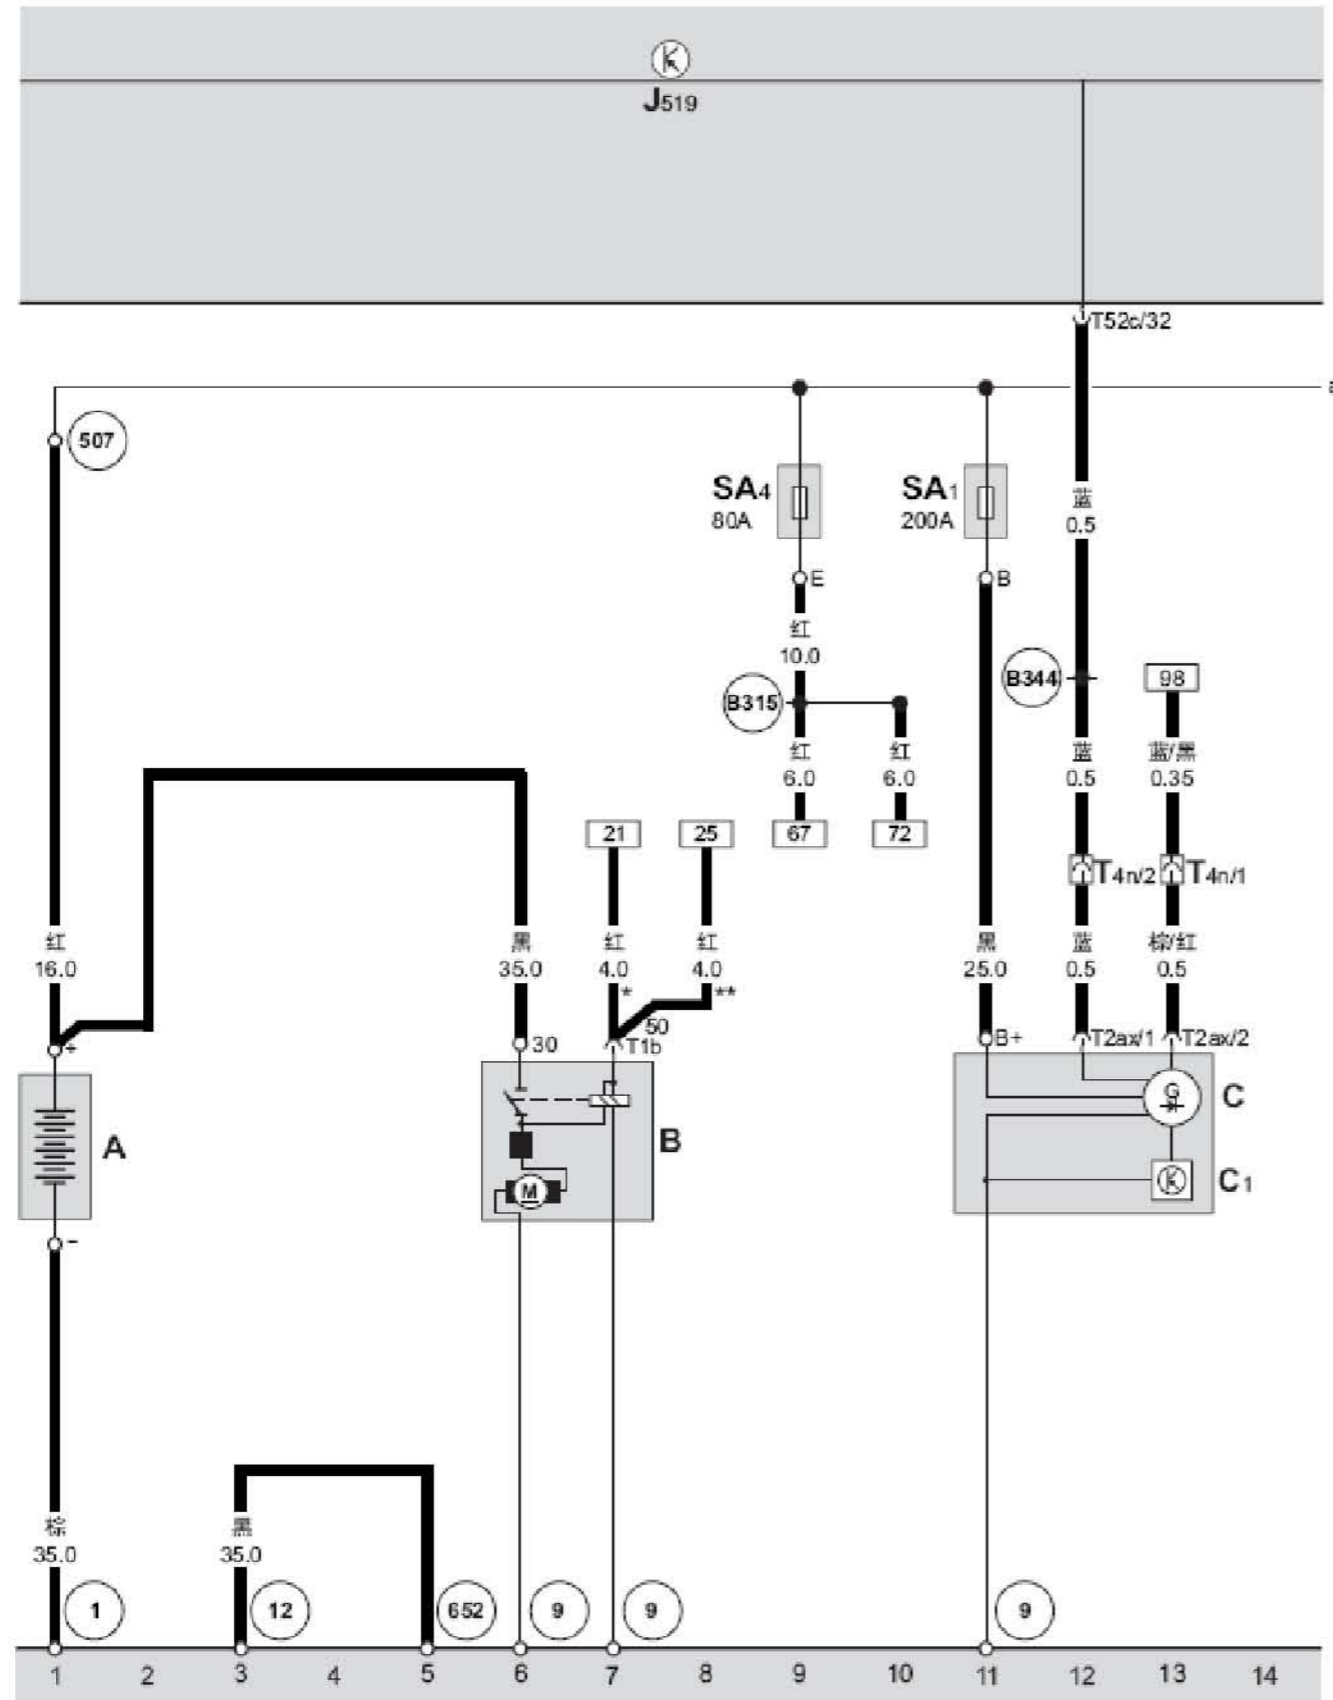 J519
T52c/32
a
507
SA4
80A
SA1
200A
蓝
0.5
E
B
红
10.0
B344
98
B315
红
6.0
红
6.0
蓝
0.5
蓝/黑
0.35
21
25
67
72
T4n/2
T4n/1
红
16.0
黑
35.0
红
4.0
*
红
4.0
**
黑
25.0
蓝
0.5
棕/红
0.5
+
30
50
T1b
B+
T2ax/1
T2ax/2
A
B
G
C
M
C1
-
棕
35.0
黑
35.0
1
12
652
9
9
9
1 2 3 4 5 6 7 8 9 10 11 12 13 14